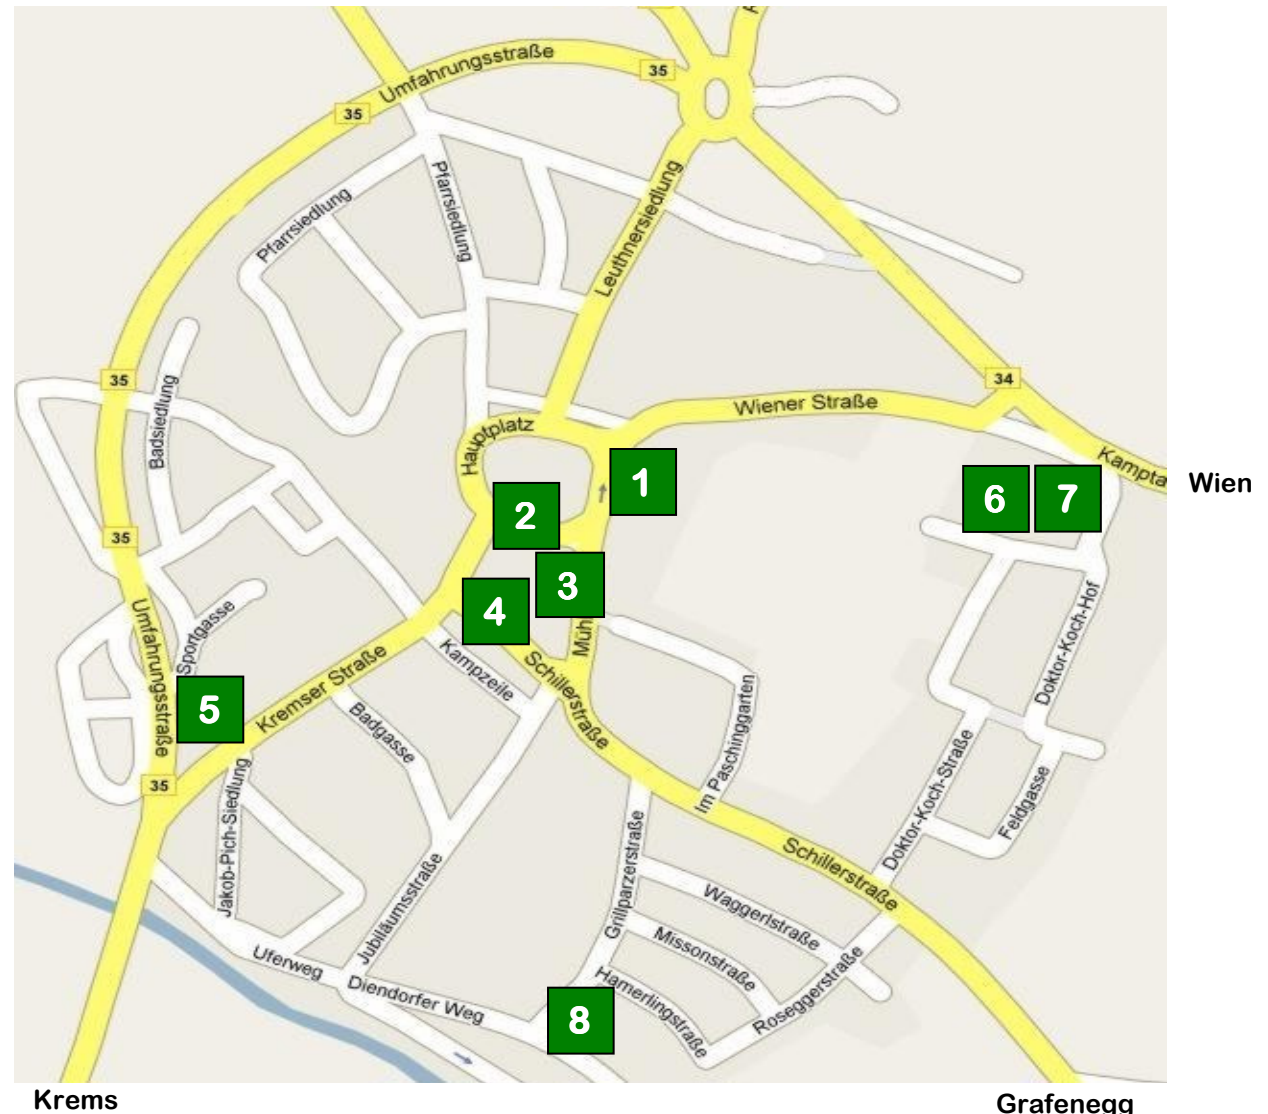 Umfahrungsstraße
35
35
Pfarrsiedlung
Pfarrsiedlung
Leuthnersiedlung
35
34
Badsiedlung
Wiener Straße
Hauptplatz
Kampta
1
Wien
2
6
7
35
3
4
Müh
Umfahrungsstraße
Sportgasse
Doktor-Koch-Hof
Kampzeile
Schillerstraße
5
Kremser Straße
Badgasse
Im Paschinggarten
Doktor-Koch-Straße
35
Jakob-Pich-Siedlung
Feldgasse
Grillparzerstraße
Schillerstraße
Jubiläumsstraße
Waggerlstraße
Missonstraße
Uferweg
Diendorfer Weg
Hamerlingstraße
Roseggerstraße
8
Krems
Grafenegg